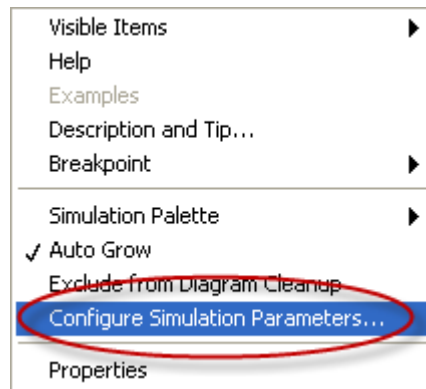 Visible Items
Help
Examples
Description and Tip...
Breakpoint
Simulation Palette
Auto Grow
Exclude from Diagram Cleanup
Configure Simulation Parameters...
Properties